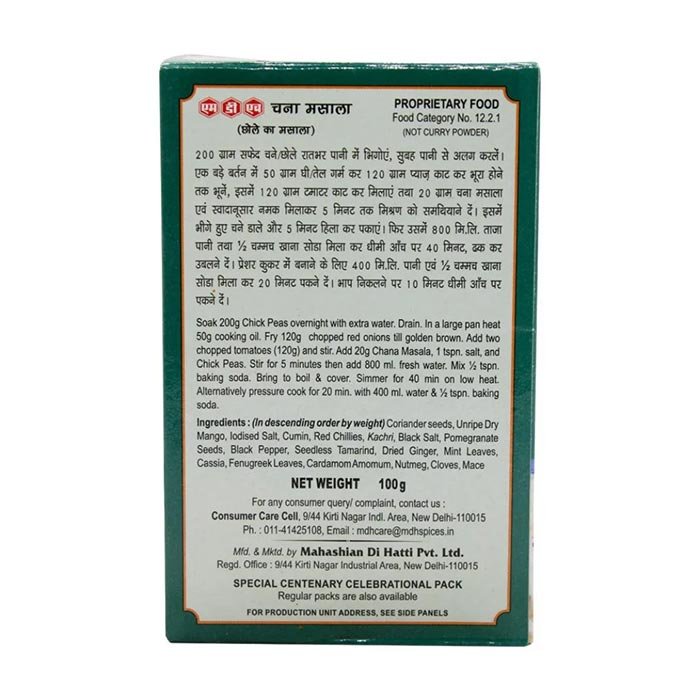 एम डी एच चना मसाला
(छोले का मसाला)
PROPRIETARY FOOD
Food Category No. 12.2.1
(NOT CURRY POWDER)
200 ग्राम सफेद चने/छोले रातभर पानी में भिगोएं, सुबह पानी से अलग करलें।
एक बड़े बर्तन में 50 ग्राम घी/तेल गर्म कर 120 ग्राम प्याज़ काट कर भूरा होने
तक भूनें, इसमें 120 ग्राम टमाटर काट कर मिलाएं तथा 20 ग्राम चना मसाला
एवं स्वादानुसार नमक मिलाकर 5 मिनट तक मिश्रण को समथियाने दें। इसमें
भीगे हुए चने डाले और 5 मिनट हिला कर पकाएं। फिर उसमें 800 मि.लि. ताजा
पानी तथा ½ चम्मच खाना सोडा मिला कर धीमी आँच पर 40 मिनट, ढक कर
उबलने दें। प्रेशर कुकर में बनाने के लिए 400 मि.लि. पानी एवं ½ चम्मच खाना
सोडा मिला कर 20 मिनट पकने दें। भाप निकलने पर 10 मिनट धीमी आँच पर
पकने दें।
Soak 200g Chick Peas overnight with extra water. Drain. In a large pan heat
50g cooking oil. Fry 120g chopped red onions till golden brown. Add two
chopped tomatoes (120g) and stir. Add 20g Chana Masala, 1 tspn. salt, and
Chick Peas. Stir for 5 minutes then add 800 ml. fresh water. Mix ½ tspn.
baking soda. Bring to boil & cover. Simmer for 40 min on low heat.
Alternatively pressure cook for 20 min. with 400 ml. water & ½ tspn. baking
soda.
Ingredients : (In descending order by weight) Coriander seeds, Unripe Dry
Mango, Iodised Salt, Cumin, Red Chillies, Kachri, Black Salt, Pomegranate
Seeds, Black Pepper, Seedless Tamarind, Dried Ginger, Mint Leaves,
Cassia, Fenugreek Leaves, Cardamom Amomum, Nutmeg, Cloves, Mace
NET WEIGHT 100g
For any consumer query/ complaint, contact us :
Consumer Care Cell, 9/44 Kirti Nagar Indl. Area, New Delhi-110015
Ph. : 011-41425108, Email : mdhcare@mdhspices.in
Mfd. & Mktd. by Mahashian Di Hatti Pvt. Ltd.
Regd. Office : 9/44 Kirti Nagar Industrial Area, New Delhi-110015
SPECIAL CENTENARY CELEBRATIONAL PACK
Regular packs are also available
FOR PRODUCTION UNIT ADDRESS, SEE SIDE PANELS